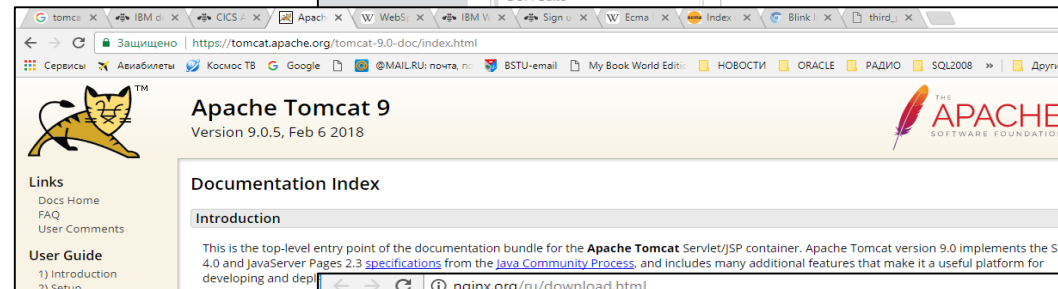 tomca
IBM d
CICS
Apach
WebS
IBM W
Sign u
Ecma
Index
Blink
third_
Защищено https://tomcat.apache.org/tomcat-9.0-doc/index.html
Сервисы Авиабилеты Космос ТВ Google @MAIL.RU: почта, по BSTU-email My Book World Editio НОВОСТИ ORACLE РАДИО SQL2008 » Други
TM
Apache Tomcat 9
Version 9.0.5, Feb 6 2018
THE
APACHE
SOFTWARE FOUNDATION
Links
Docs Home
FAQ
User Comments
User Guide
1) Introduction
2) Setup
Documentation Index
Introduction
This is the top-level entry point of the documentation bundle for the Apache Tomcat Servlet/JSP container. Apache Tomcat version 9.0 implements the S
4.0 and JavaServer Pages 2.3 specifications from the Java Community Process, and includes many additional features that make it a useful platform for
developing and depl
nginx.org/ru/download.html